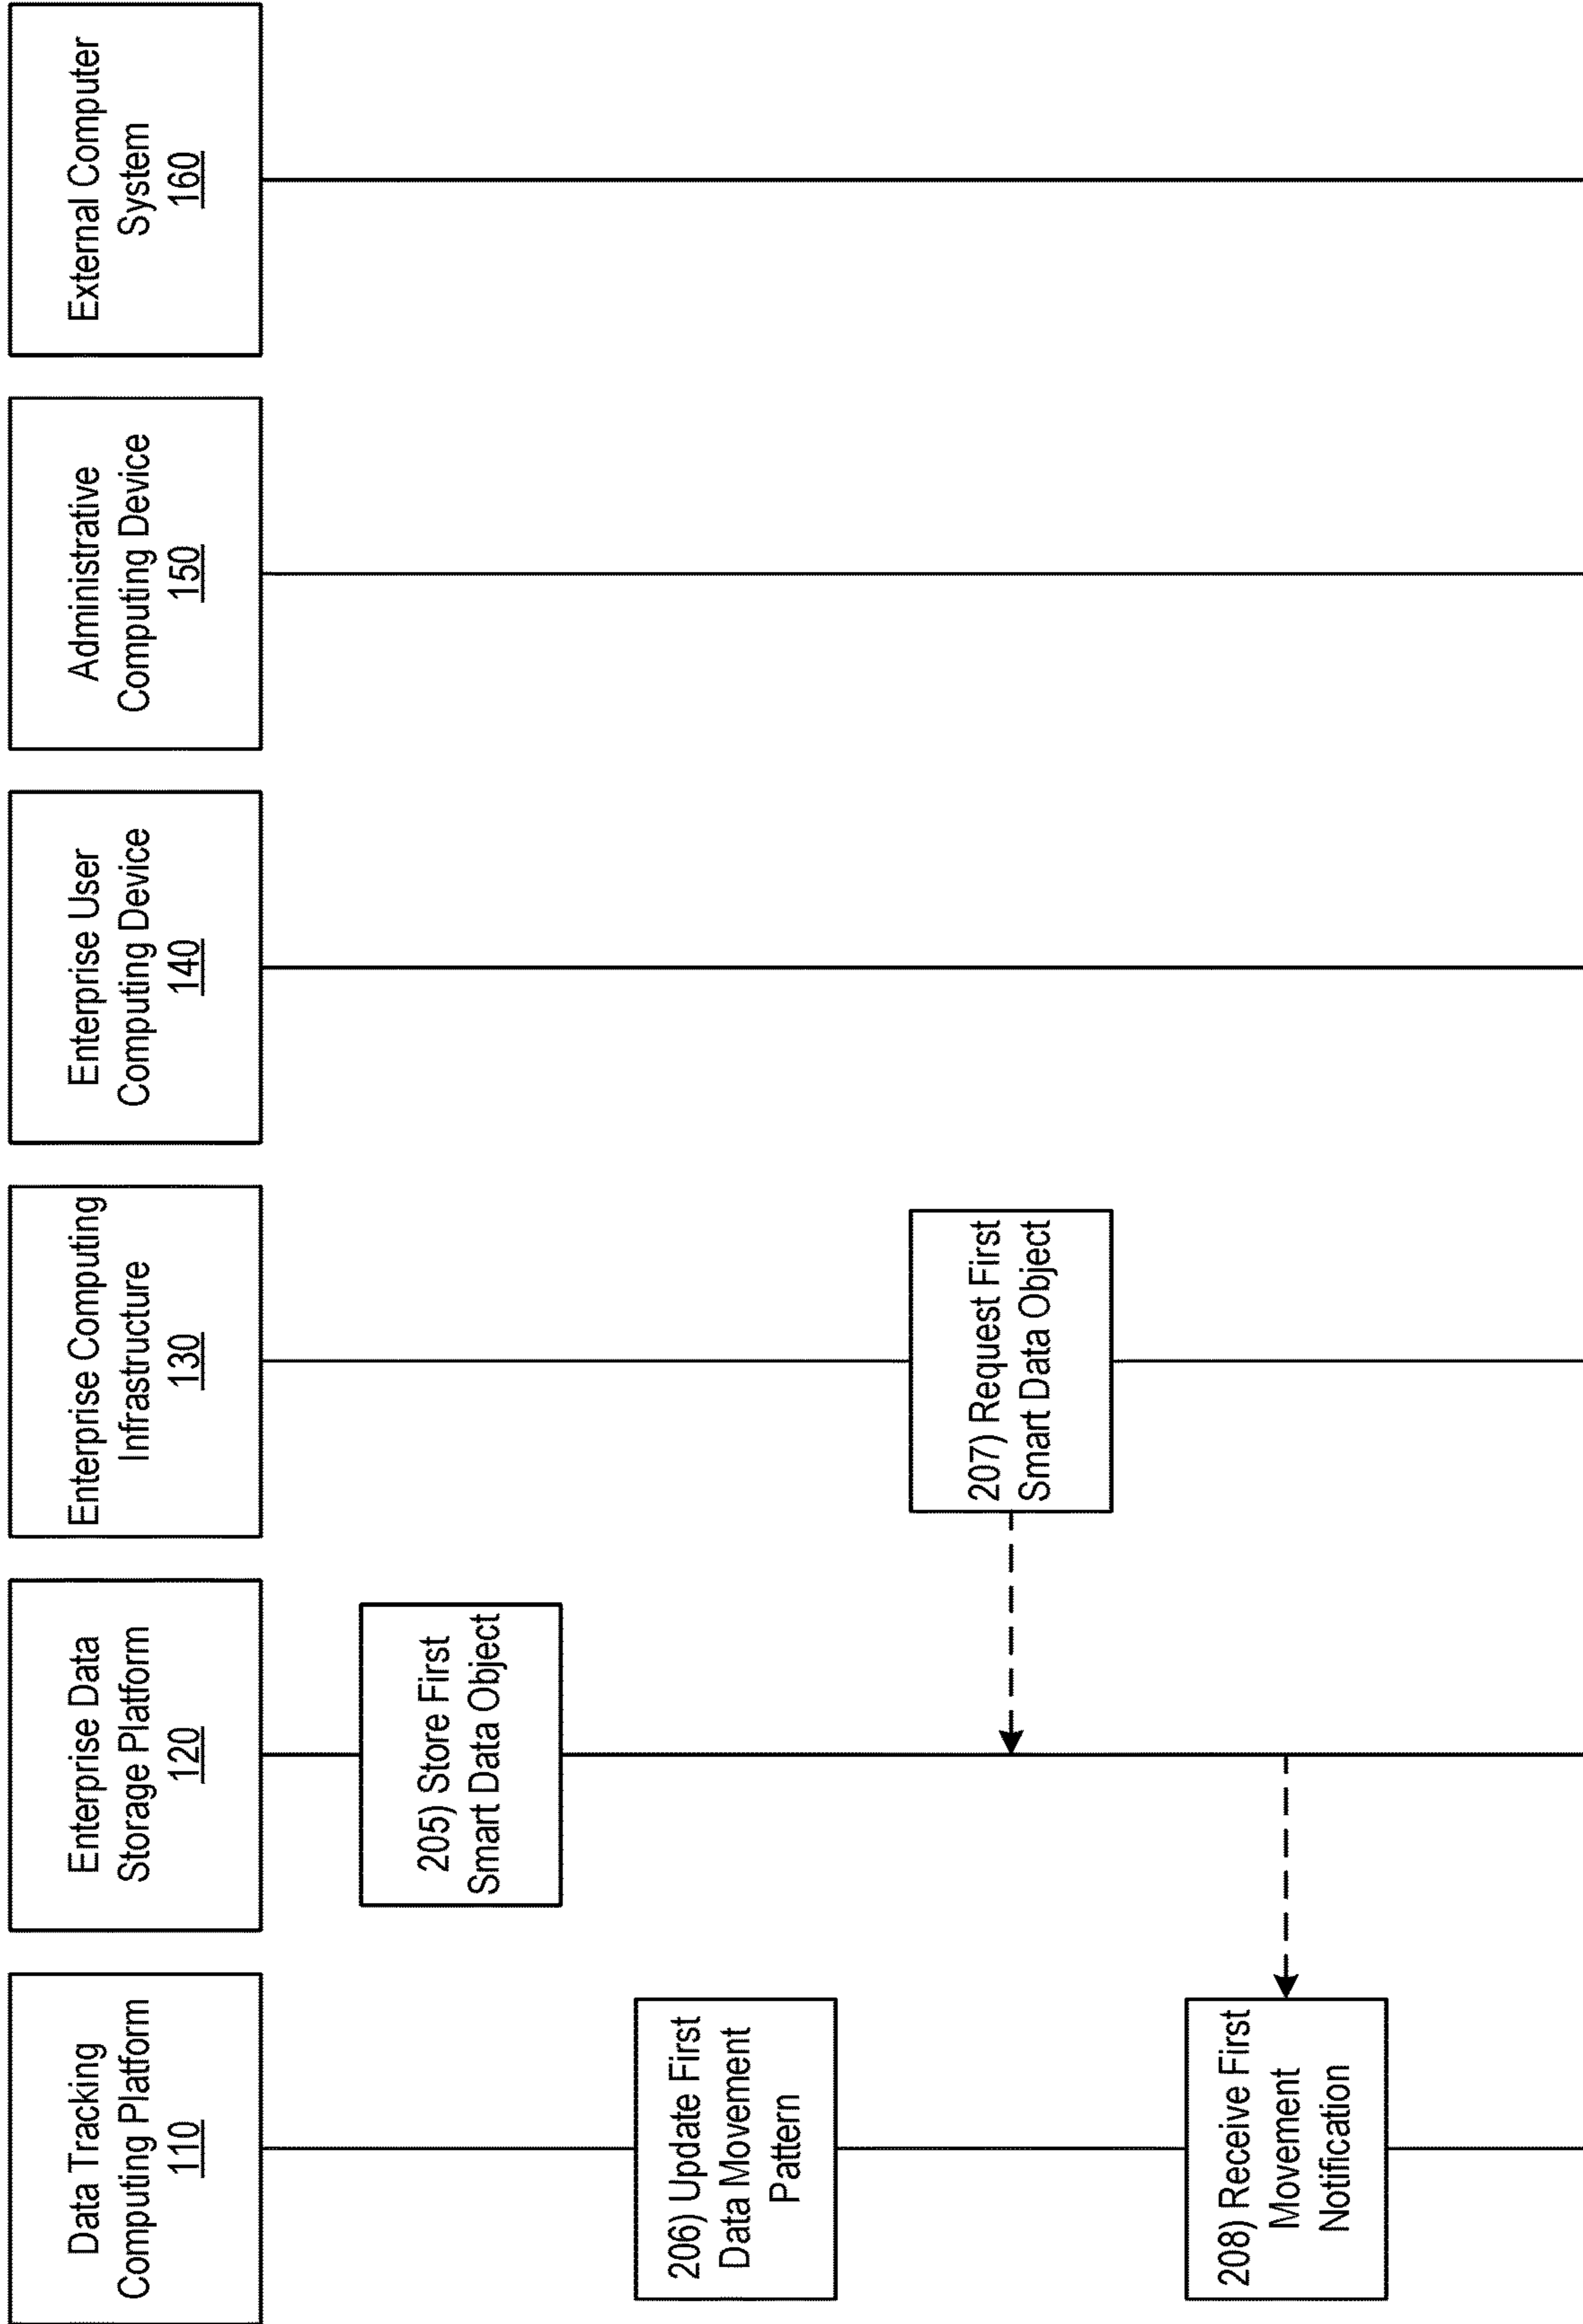 Data Tracking
Computing Platform
110
Enterprise Data
Storage Platform
120
Enterprise Computing
Infrastructure
130
Enterprise User
Computing Device
140
Administrative
Computing Device
150
External Computer
System
160
205) Store First
Smart Data Object
206) Update First
Data Movement
Pattern
207) Request First
Smart Data Object
208) Receive First
Movement
Notification